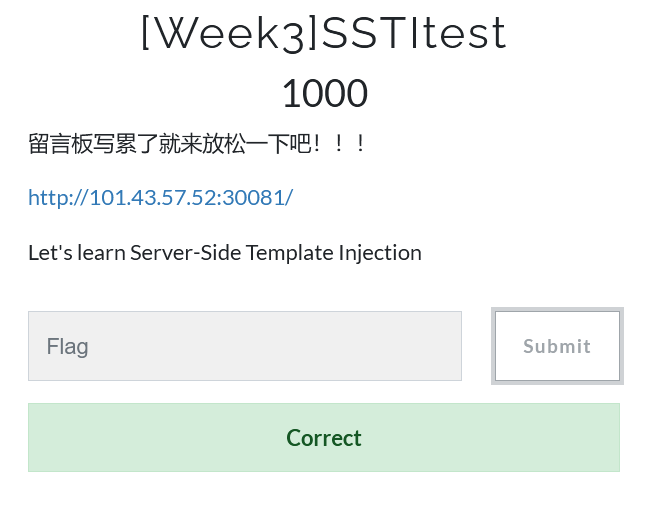 [Week3]SSTItest
1000
留言板写累了就来放松一下吧！！！
http://101.43.57.52:30081/
Let's learn Server-Side Template Injection
Flag
Submit
Correct